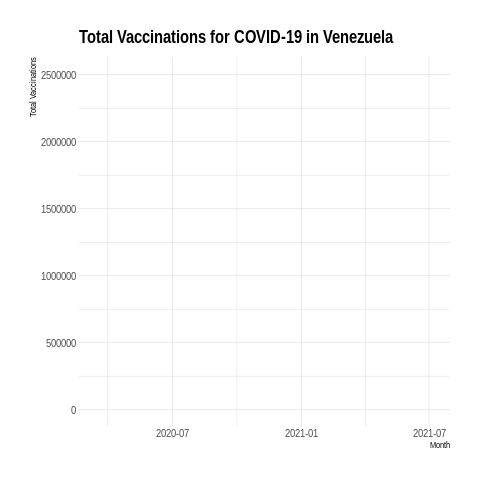 Total Vaccinations for COVID-19 in Venezuela
Total Vaccinations
2500000
2000000
1500000
1000000
500000
0
2020-07 2021-01 2021-07
Month